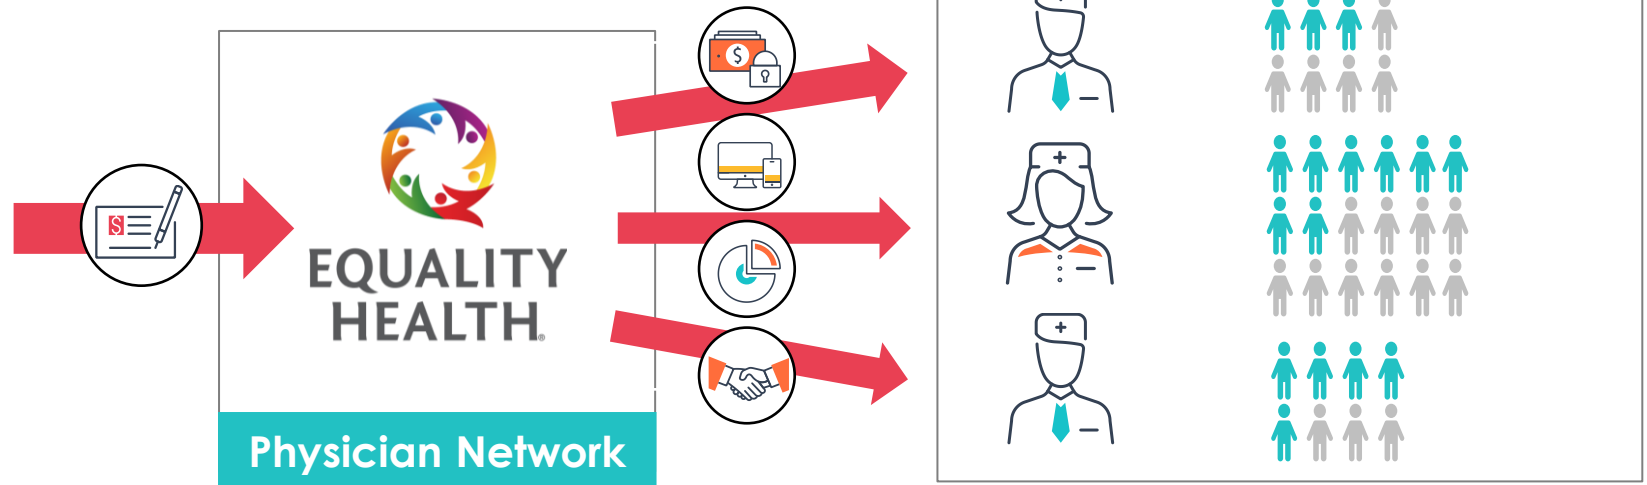 $
$
EQUALITY
HEALTH®
Physician Network